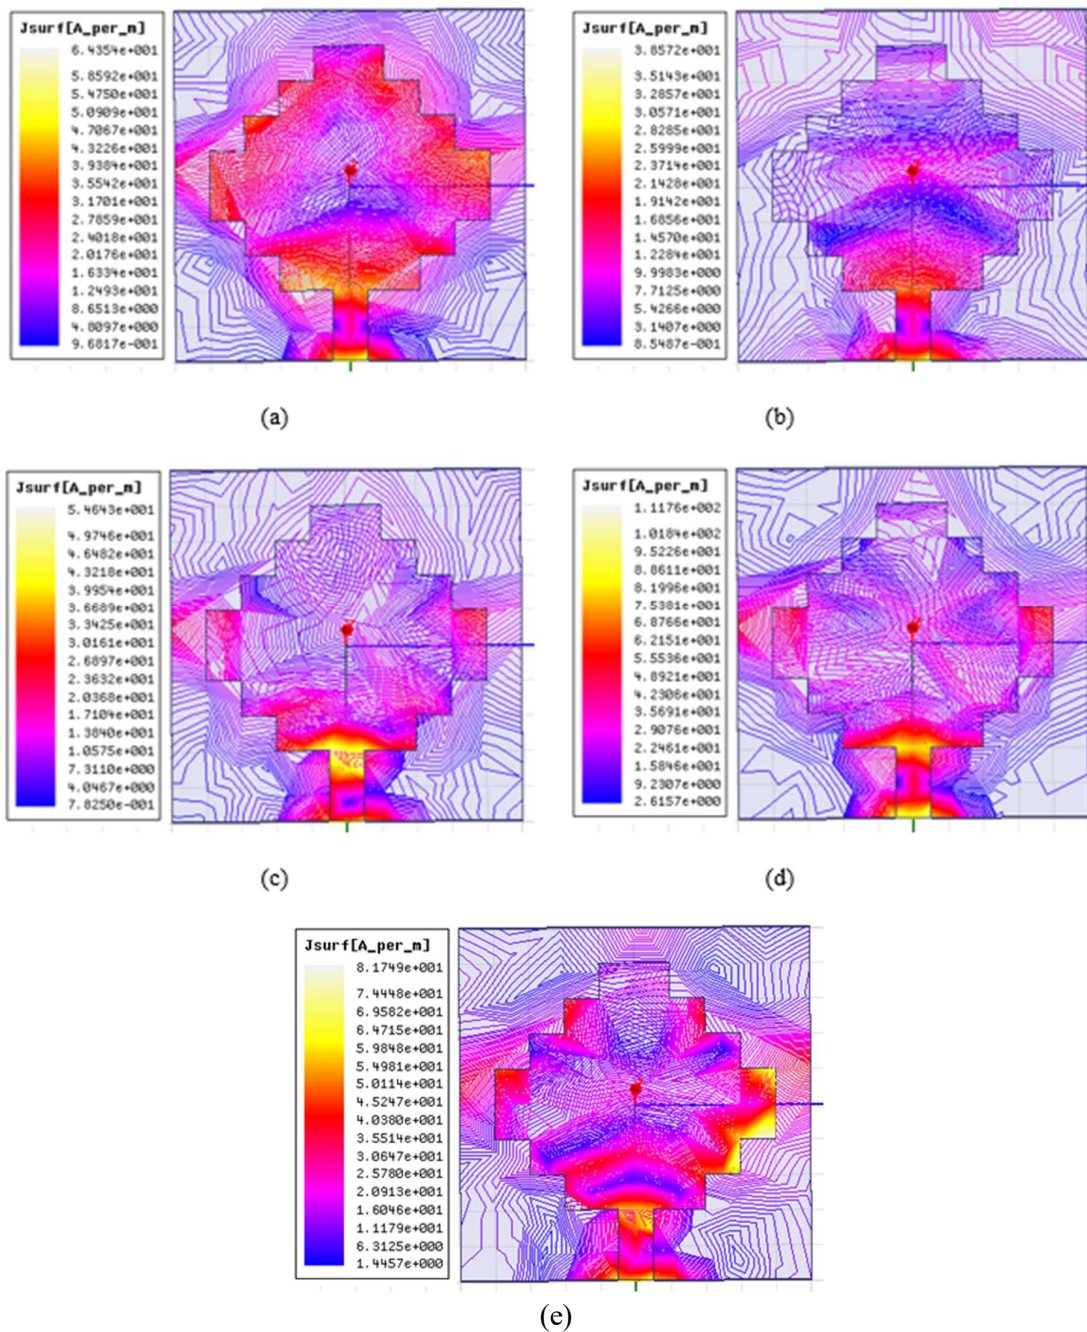 Jsurf[A_per_m]
6.4354e+001
5.8592e+001
5.4750e+001
5.0909e+001
4.7067e+001
4.3226e+001
3.9384e+001
3.5542e+001
3.1701e+001
2.7859e+001
2.4018e+001
2.0176e+001
1.6334e+001
1.2493e+001
8.6513e+000
4.8097e+000
9.6817e-001
(a)
Jsurf[A_per_m]
3.8572e+001
3.5143e+001
3.2857e+001
3.0571e+001
2.8285e+001
2.5999e+001
2.3714e+001
2.1428e+001
1.9142e+001
1.6856e+001
1.4570e+001
1.2284e+001
9.9983e+000
7.7125e+000
5.4266e+000
3.1407e+000
8.5487e-001
(b)
Jsurf[A_per_m]
5.4643e+001
4.9746e+001
4.6482e+001
4.3218e+001
3.9954e+001
3.6689e+001
3.3425e+001
3.0161e+001
2.6897e+001
2.3632e+001
2.0368e+001
1.7104e+001
1.3840e+001
1.0575e+001
7.3110e+000
4.0467e+000
7.8250e-001
(c)
Jsurf[A_per_m]
1.1176e+002
1.0184e+002
9.5226e+001
8.8611e+001
8.1996e+001
7.5381e+001
6.8766e+001
6.2151e+001
5.5536e+001
4.8921e+001
4.2306e+001
3.5691e+001
2.9076e+001
2.2461e+001
1.5846e+001
9.2307e+000
2.6157e+000
(d)
Jsurf[A_per_m]
8.1749e+001
7.4448e+001
6.9582e+001
6.4715e+001
5.9848e+001
5.4981e+001
5.0114e+001
4.5247e+001
4.0380e+001
3.5514e+001
3.0647e+001
2.5780e+001
2.0913e+001
1.6046e+001
1.1179e+001
6.3125e+000
1.4457e+000
(e)